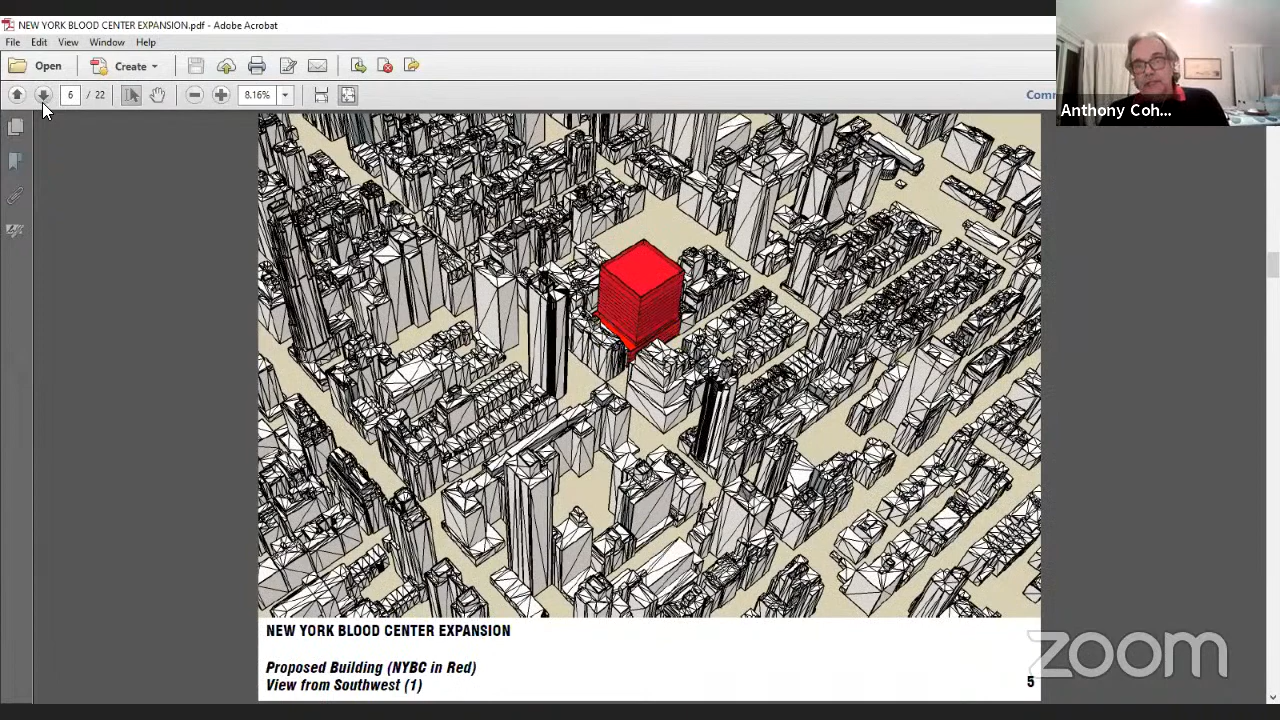 NEW YORK BLOOD CENTER EXPANSION.pdf - Adobe Acrobat
File Edit View Window Help
Open Create
6 / 22 8.16% Comm
Anthony Coh...
NEW YORK BLOOD CENTER EXPANSION
Proposed Building (NYBC in Red)
View from Southwest (1)
5
zoom